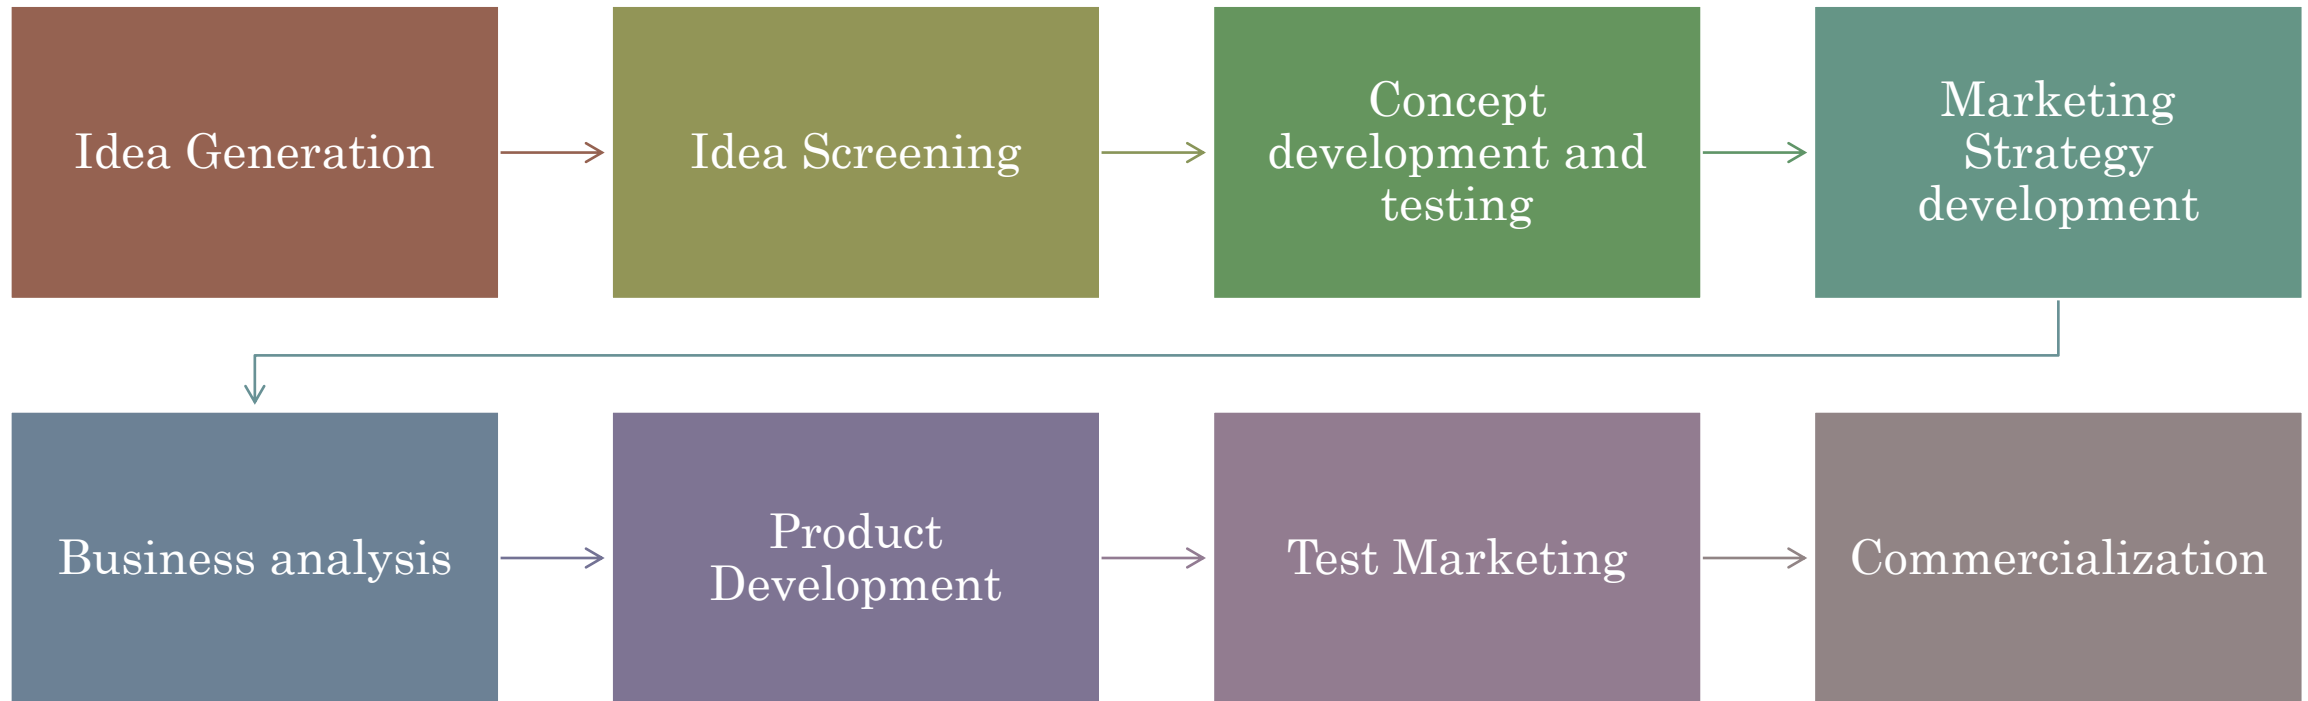 Idea Generation
Idea Screening
Concept
development and
testing
Marketing
Strategy
development
Business analysis
Product
Development
Test Marketing
Commercialization